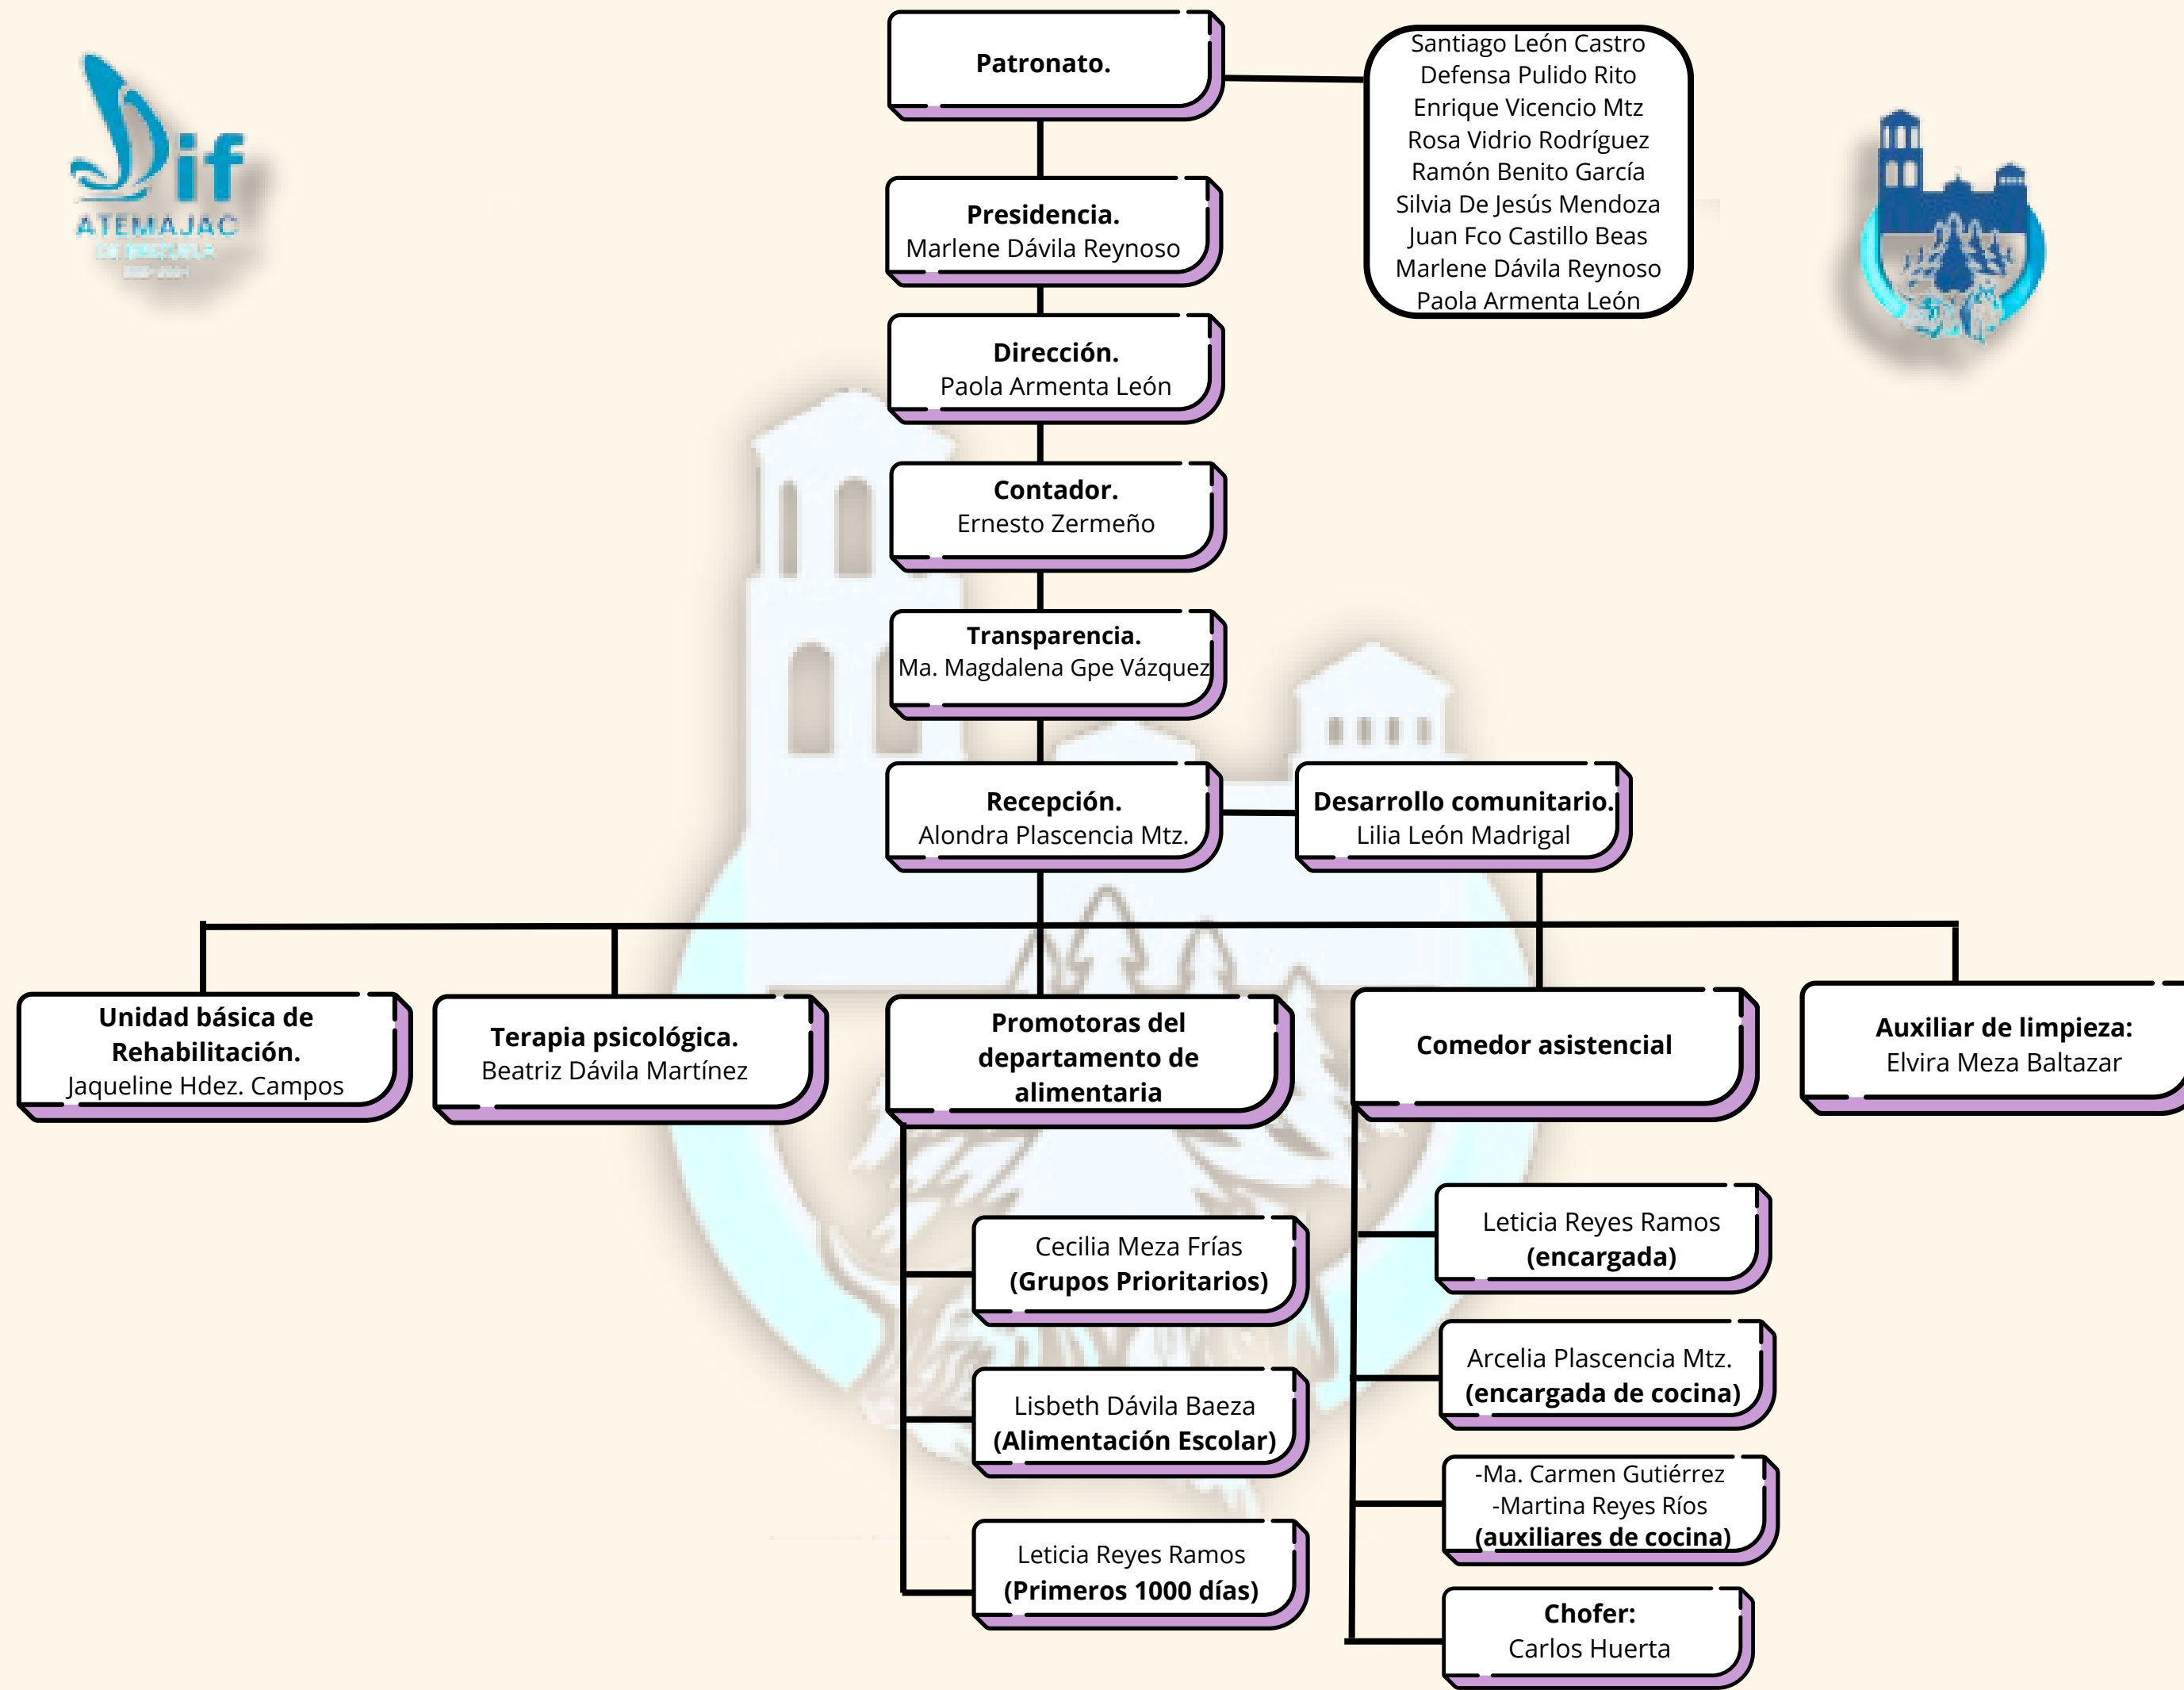 Dif
ATEMAJAC
Patronato.
Santiago León Castro
Defensa Pulido Rito
Enrique Vicencio Mtz
Rosa Vidrio Rodríguez
Ramón Benito García
Silvia De Jesús Mendoza
Juan Fco Castillo Beas
Marlene Dávila Reynoso
Paola Armenta León
Presidencia.
Marlene Dávila Reynoso
Dirección.
Paola Armenta León
Contador.
Ernesto Zermeño
Transparencia.
Ma. Magdalena Gpe Vázquez
Recepción.
Alondra Plascencia Mtz.
Desarrollo comunitario.
Lilia León Madrigal
Unidad básica de
Rehabilitación.
Jaqueline Hdez. Campos
Terapia psicológica.
Beatriz Dávila Martínez
Promotoras del
departamento de
alimentaria
Comedor asistencial
Auxiliar de limpieza:
Elvira Meza Baltazar
Cecilia Meza Frías
(Grupos Prioritarios)
Lisbeth Dávila Baeza
(Alimentación Escolar)
Leticia Reyes Ramos
(Primeros 1000 días)
Leticia Reyes Ramos
(encargada)
Arcelia Plascencia Mtz.
(encargada de cocina)
-Ma. Carmen Gutiérrez
-Martina Reyes Ríos
(auxiliares de cocina)
Chofer:
Carlos Huerta